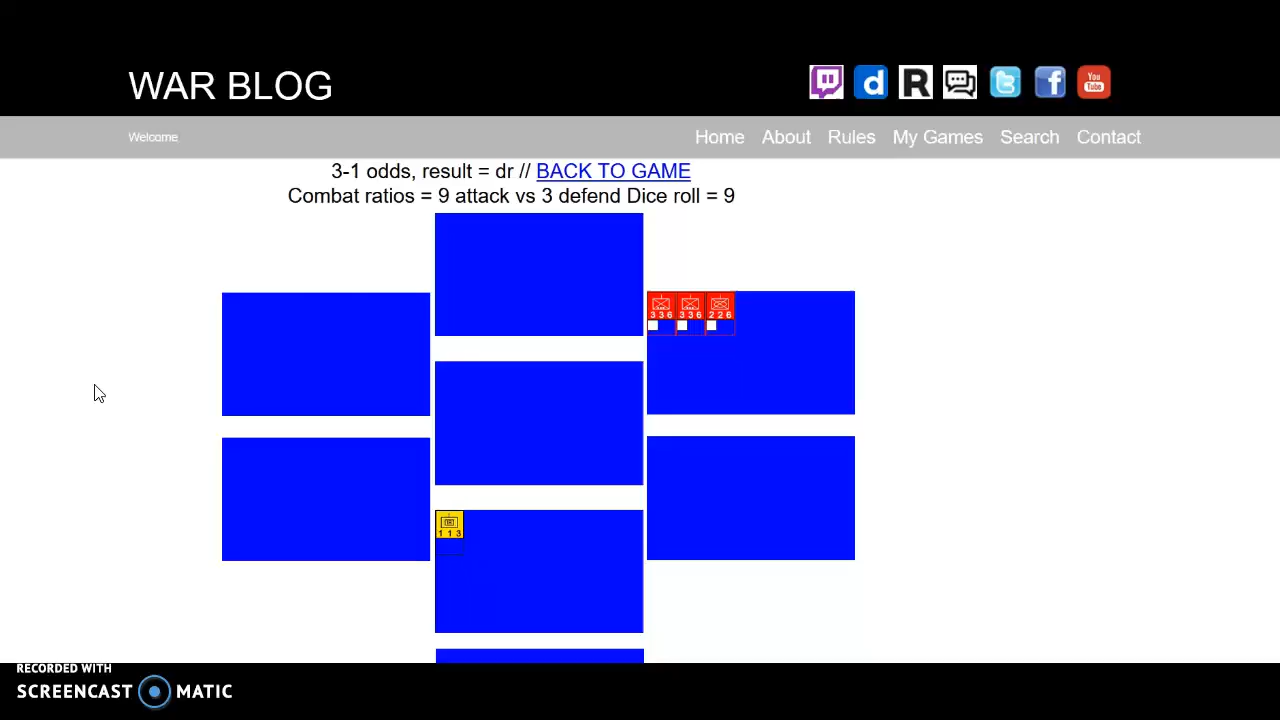 WAR BLOG
d
R
t
f
You
Tube
Welcome
Home About Rules My Games Search Contact
3-1 odds, result = dr // BACK TO GAME
Combat ratios = 9 attack vs 3 defend Dice roll = 9
3 3 6 3 3 6 2 2 6
1 1 3
RECORDED WITH
SCREENCAST MATIC